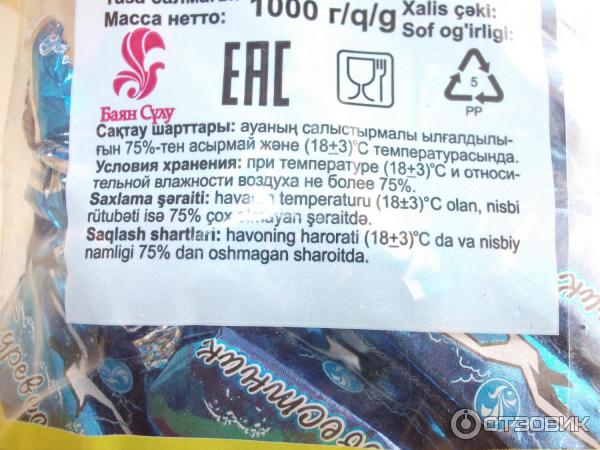 Масса нетто: 1000 г/q/g Xalis çəki:
Sof og'irligi:
Баян Сұлу
EAC
5
PP
Сақтау шарттары: ауаның салыстырмалы ылғалдылы-
ғын 75%-тен асырмай және (18±3)°C температурасында.
Условия хранения: при температуре (18±3)°C и относи-
тельной влажности воздуха не более 75%.
Saxlama şəraiti: havanın temperaturu (18±3)°C olan, nisbi
rütubəti isə 75% çox olmayan şəraitdə.
Saqlash shartlari: havoning harorati (18±3)°C da va nisbiy
namligi 75% dan oshmagan sharoitda.
ОТЗОВИК